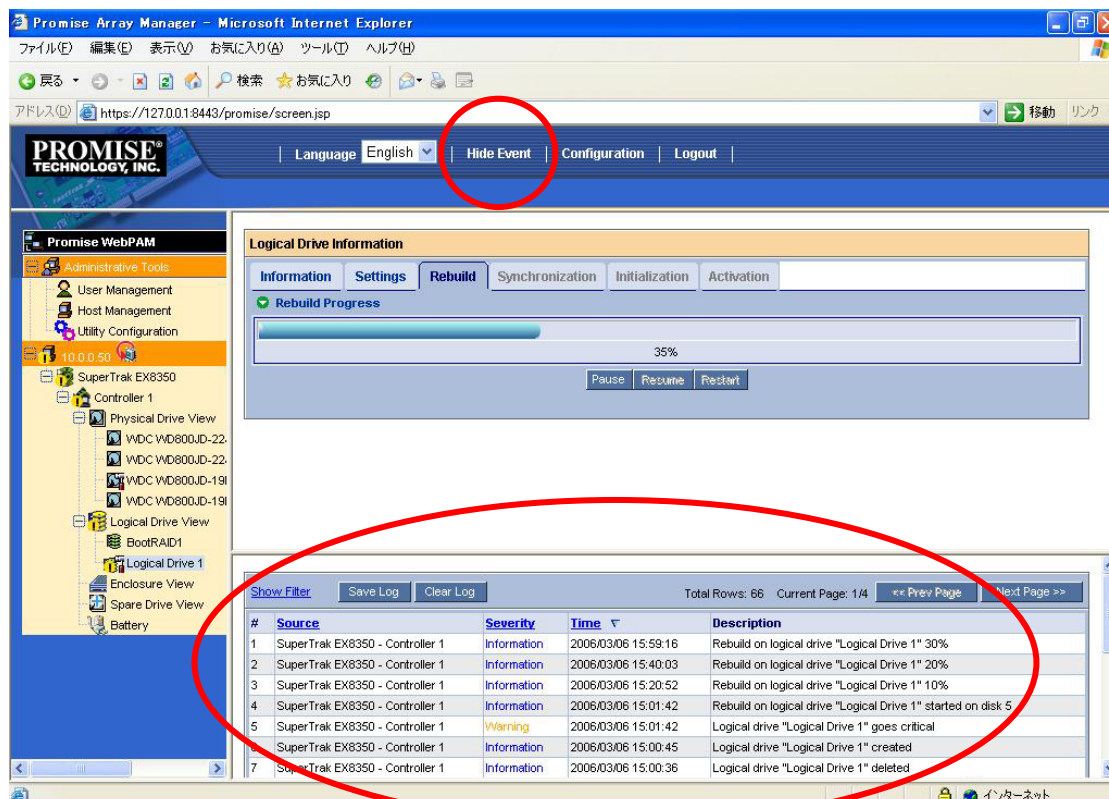 Promise Array Manager - Microsoft Internet Explorer
ファイル(F) 編集(E) 表示(V) お気に入り(A) ツール(T) ヘルプ(H)
戻る 検索 お気に入り
アドレス(D) https://127.0.0.1:8443/promise/screen.jsp 移動 リンク
PROMISE®
TECHNOLOGY, INC.
| Language English | Hide Event | Configuration | Logout |
Promise WebPAM
Administrative Tools
User Management
Host Management
Utility Configuration
10.0.0.50
SuperTrak EX8350
Controller 1
Physical Drive View
WDC WD800JD-22
WDC WD800JD-22
WDC WD800JD-19
WDC WD800JD-19
Logical Drive View
BootRAID1
Logical Drive 1
Enclosure View
Spare Drive View
Battery
Logical Drive Information
Information Settings Rebuild Synchronization Initialization Activation
Rebuild Progress
35%
Pause Resume Restart
Show Filter Save Log Clear Log Total Rows: 66 Current Page: 1/4 << Prev Page Next Page >>
# Source Severity Time Description
1 SuperTrak EX8350 - Controller 1 Information 2006/03/06 15:59:16 Rebuild on logical drive "Logical Drive 1" 30%
2 SuperTrak EX8350 - Controller 1 Information 2006/03/06 15:40:03 Rebuild on logical drive "Logical Drive 1" 20%
3 SuperTrak EX8350 - Controller 1 Information 2006/03/06 15:20:52 Rebuild on logical drive "Logical Drive 1" 10%
4 SuperTrak EX8350 - Controller 1 Information 2006/03/06 15:01:42 Rebuild on logical drive "Logical Drive 1" started on disk 5
5 SuperTrak EX8350 - Controller 1 Warning 2006/03/06 15:01:42 Logical drive "Logical Drive 1" goes critical
6 SuperTrak EX8350 - Controller 1 Information 2006/03/06 15:00:45 Logical drive "Logical Drive 1" created
7 SuperTrak EX8350 - Controller 1 Information 2006/03/06 15:00:36 Logical drive "Logical Drive 1" deleted
インターネット